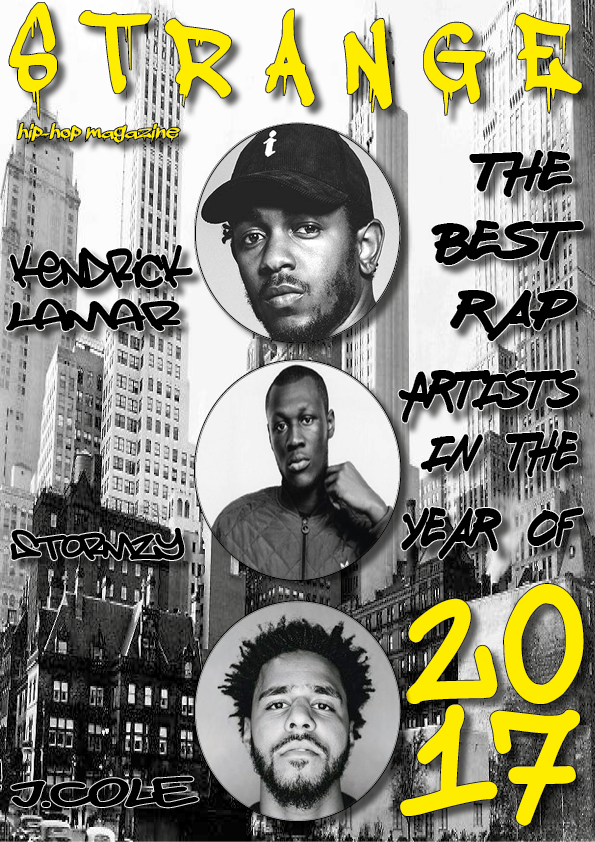 STRANGE
hip-hop magazine
i
THE
BEST
RAP
KENDRiCK
LAMAR
ARTISTS
IN THE
YEAR OF
STORMZY
20
17
J.COLE